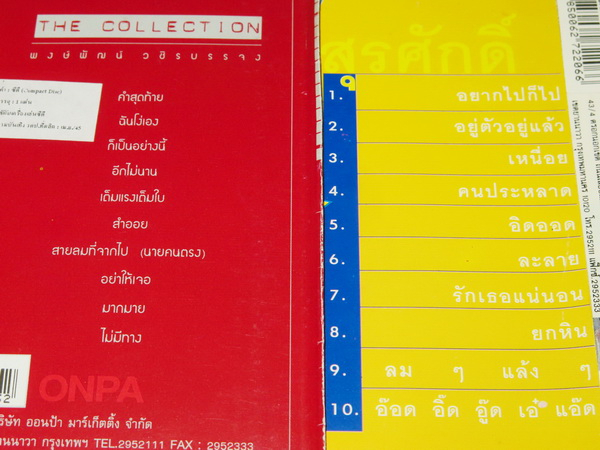 THE COLLECTION
พงษ์พัฒน์ วชิรบรรจง
คำสุดท้าย
ฉันโง่เอง
ก็เป็นอย่างนี้
อีกไม่นาน
เต็มแรงเต็มใบ
สำออย
สายลมที่จากไป (นายคนตรง)
อย่าให้เจอ
มากมาย
ไม่มีทาง
ONPA
บริษัท ออนป้า มาร์เก็ตติ้ง จำกัด
กรุงเทพฯ TEL.2952111 FAX : 2952333
สุรศักดิ์
1. อยากไปก็ไป
2. อยู่ตัวอยู่แล้ว
3. เหนื่อย
4. คนประหลาด
5. อิดออด
6. ละลาย
7. รักเธอแน่นอน
8. ยกหิน
9. ลม ๆ แล้ง ๆ
10. อ๊อด อิ๊ด อู๊ด เอ๋ แอ๊ด
850062 722066